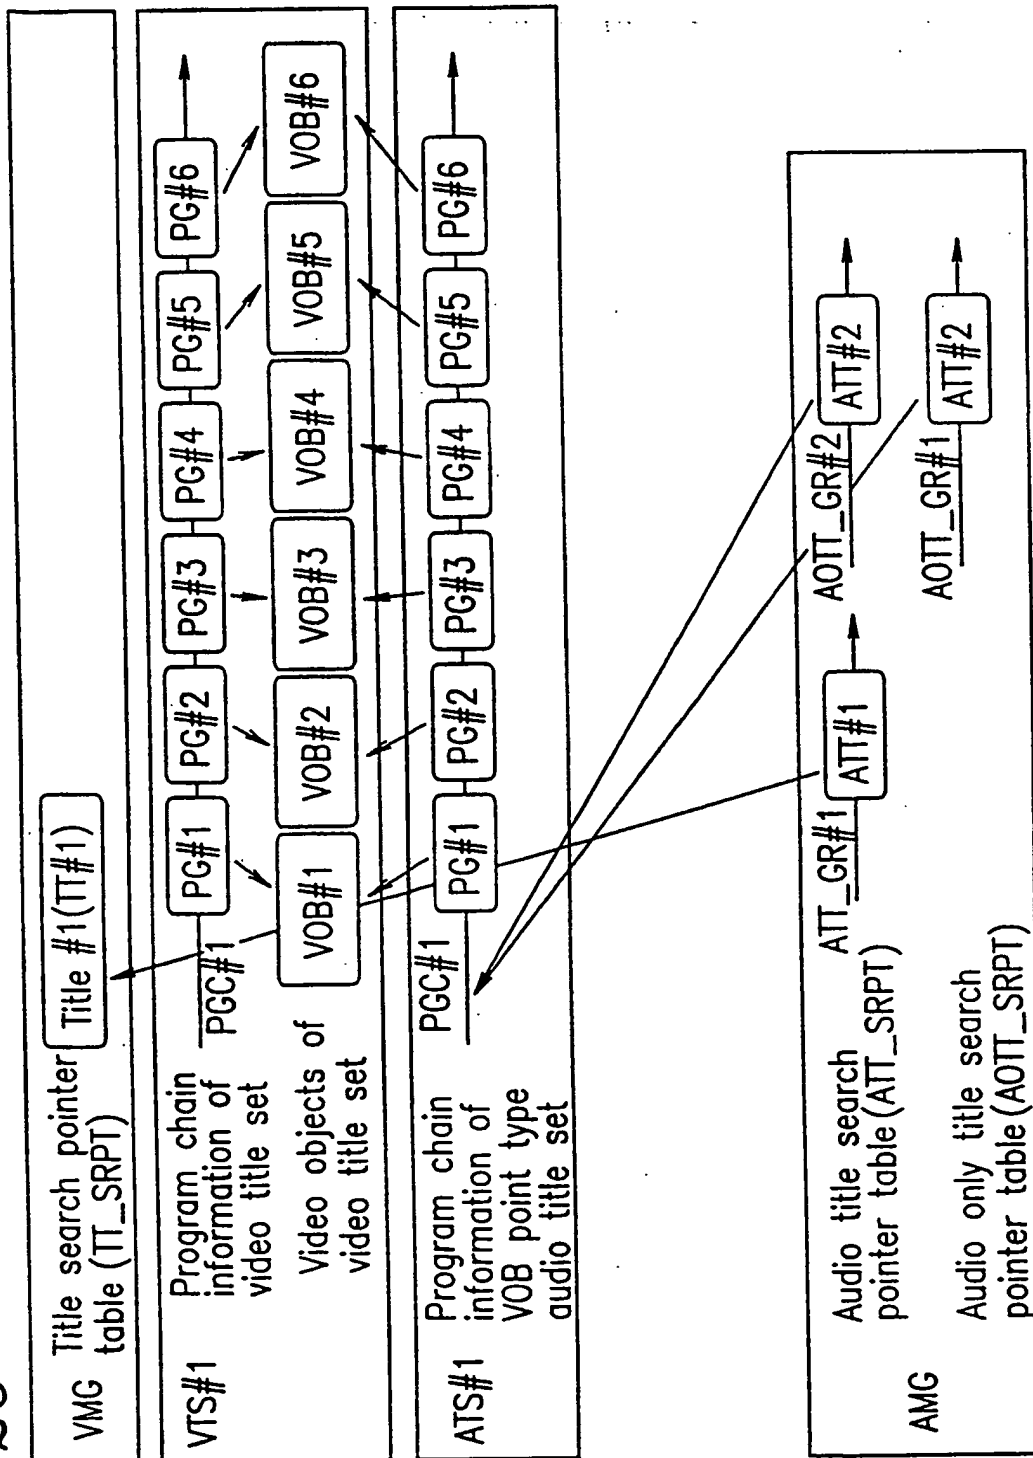 VMG
Title search pointer
table (TT_SRPT)
Title #1(TT#1)
VTS#1
Program chain
information of
video title set
PGC#1
PG#1
PG#2
PG#3
PG#4
PG#5
PG#6
Video objects of
video title set
VOB#1
VOB#2
VOB#3
VOB#4
VOB#5
VOB#6
ATS#1
Program chain
information of
VOB point type
audio title set
PGC#1
PG#1
PG#2
PG#3
PG#4
PG#5
PG#6
AMG
Audio title search
pointer table(ATT_SRPT)
ATT_GR#1
ATT#1
AOTT_GR#2
ATT#2
Audio only title search
pointer table(AOTT_SRPT)
AOTT_GR#1
ATT#2